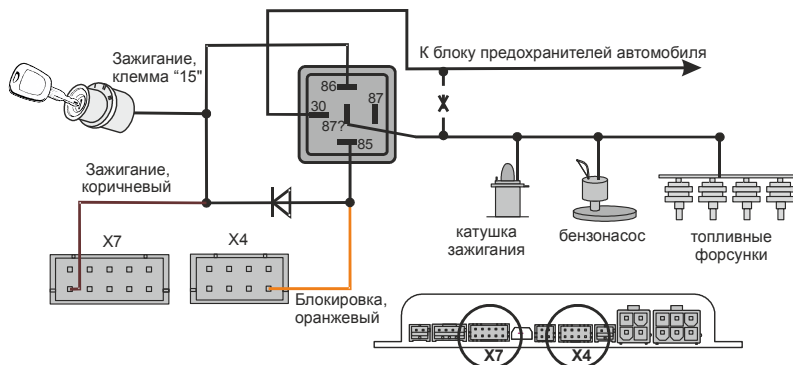 Зажигание,
клемма “15"
К блоку предохранителей автомобиля
86
30
87
87?
85
Зажигание,
коричневый
X7
X4
катушка
зажигания
бензонасос
топливные
форсунки
Блокировка,
оранжевый
X7
X4